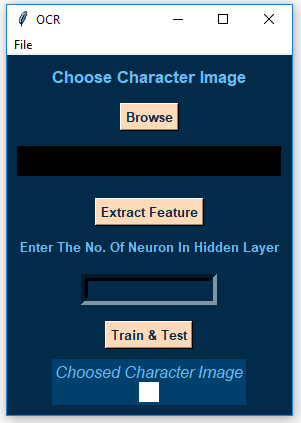 OCR
File
Choose Character Image
Browse
Extract Feature
Enter The No. Of Neuron In Hidden Layer
Train & Test
Choosed Character Image